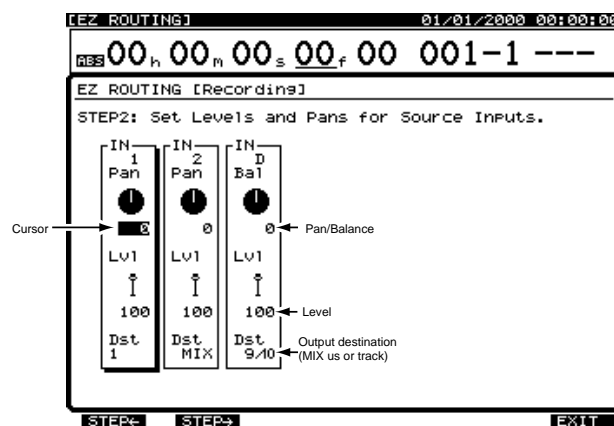 [EZ ROUTING] 01/01/2000 00:00:00
ABS 00h 00m 00s 00f 00 001-1 ---
EZ ROUTING [Recording]
STEP2: Set Levels and Pans for Source Inputs.
IN IN IN
1 2 D
Pan Pan Bal
Cursor 0 0 0 Pan/Balance
Lvl Lvl Lvl
100 100 100 Level
Dst Dst Dst Output destination
1 MIX 9/10 (MIX us or track)
STEP← STEP→ EXIT